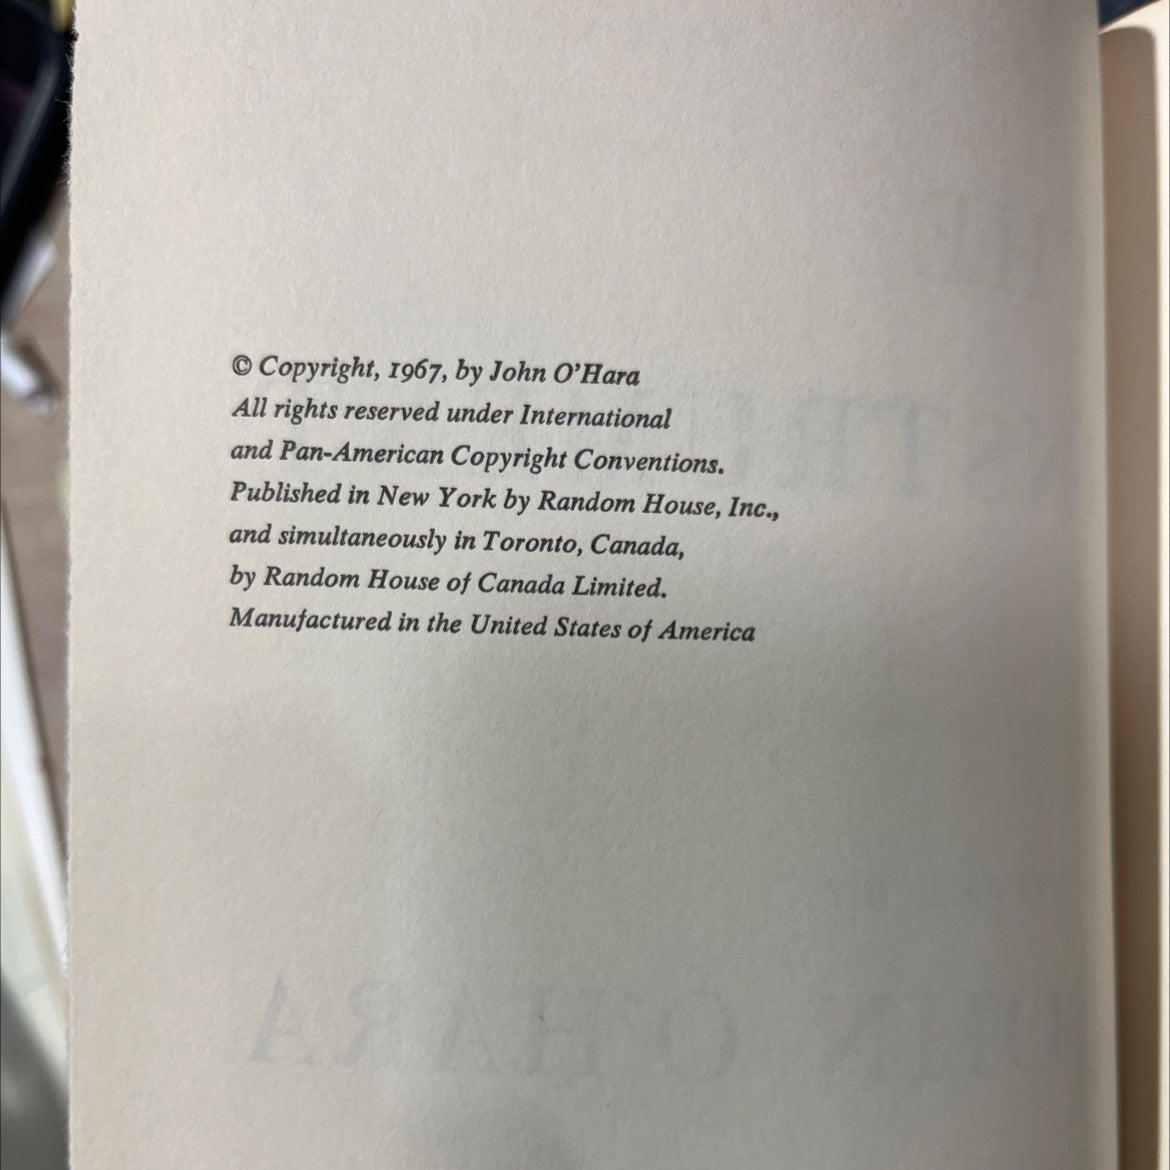 © Copyright, 1967, by John O'Hara
All rights reserved under International
and Pan-American Copyright Conventions.
Published in New York by Random House, Inc.,
and simultaneously in Toronto, Canada,
by Random House of Canada Limited.
Manufactured in the United States of America
O'HARA